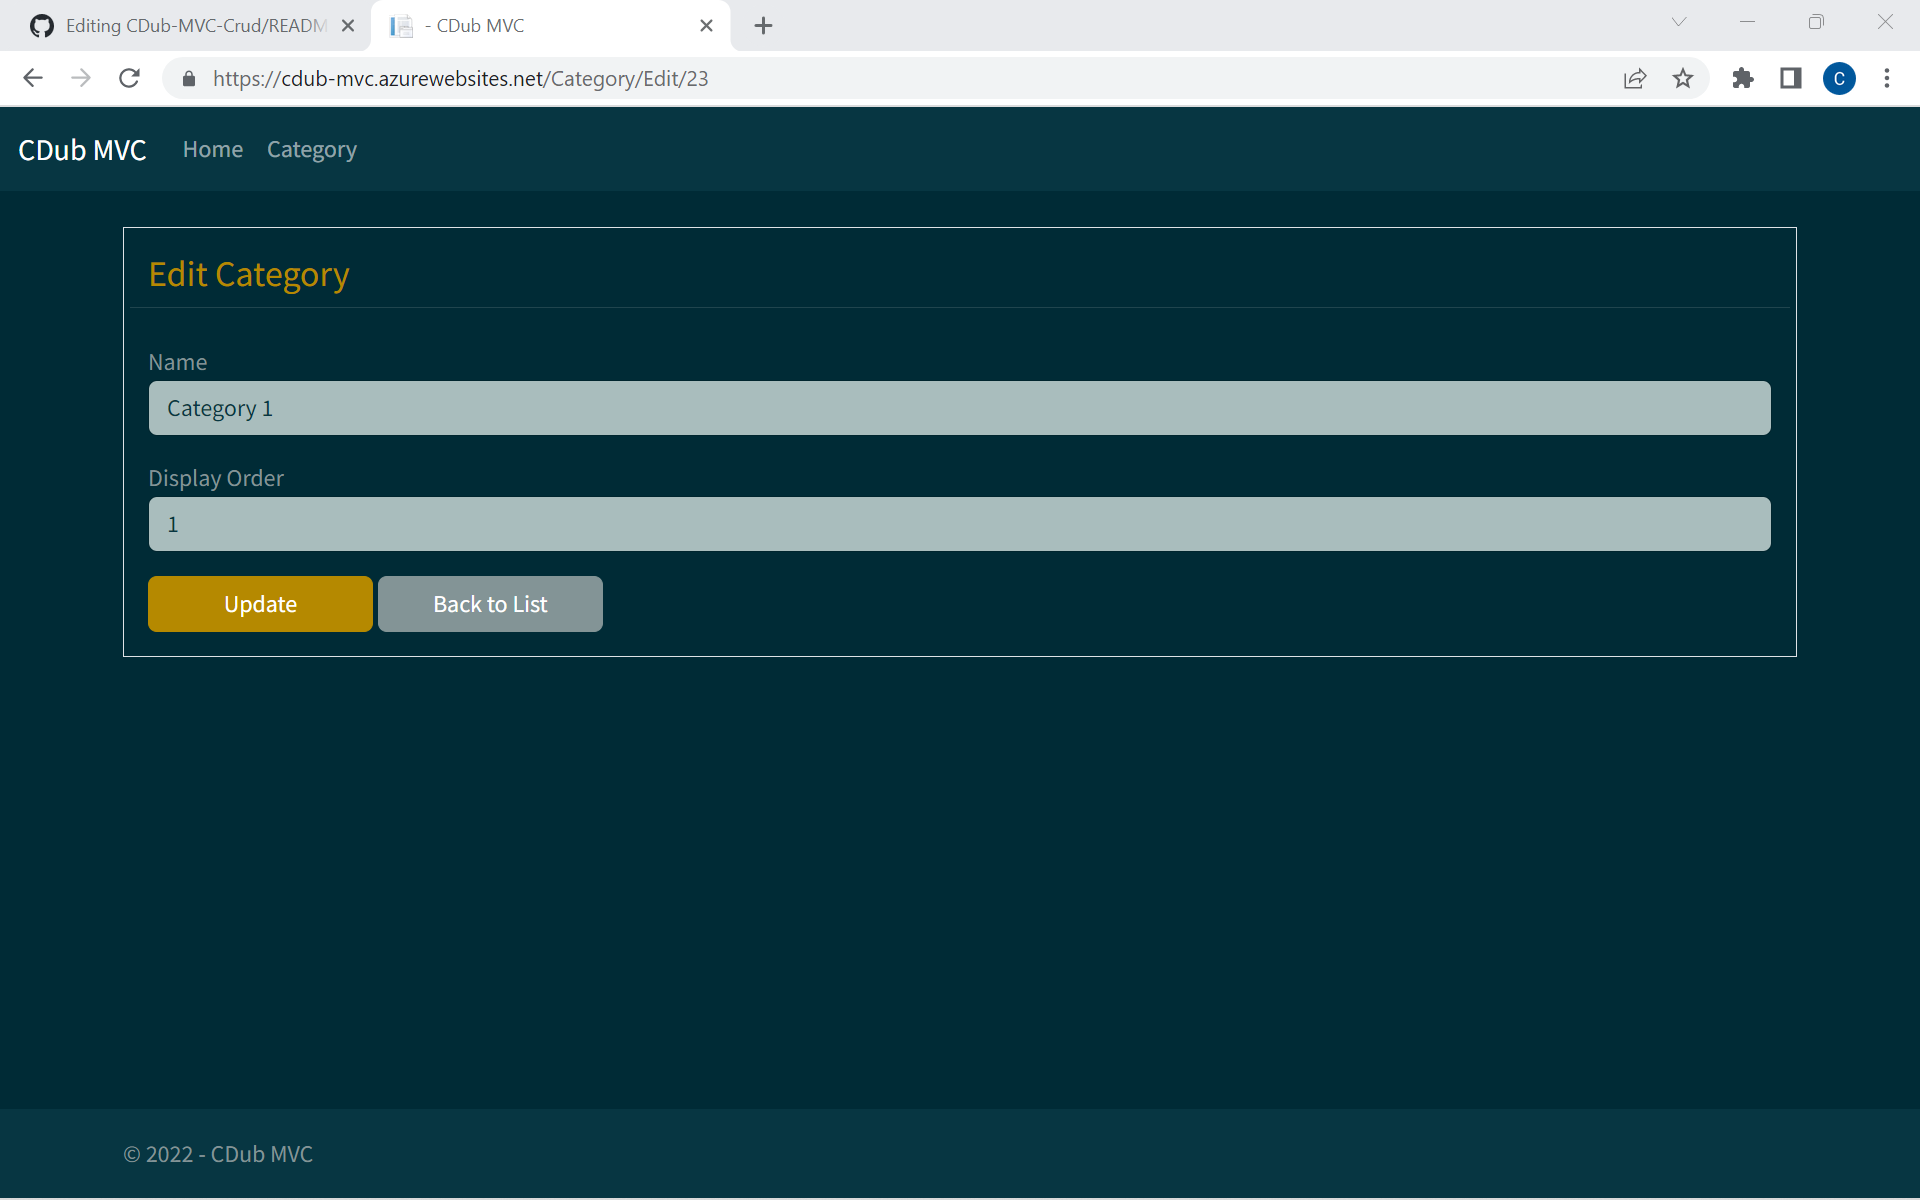 Editing CDub-MVC-Crud/READM
- CDub MVC
https://cdub-mvc.azurewebsites.net/Category/Edit/23
C
CDub MVC Home Category
Edit Category
Name
Category 1
Display Order
1
Update Back to List
© 2022 - CDub MVC